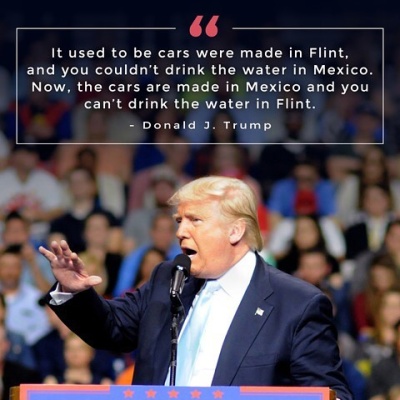 “
It used to be cars were made in Flint,
and you couldn’t drink the water in Mexico.
Now, the cars are made in Mexico and you
can’t drink the water in Flint.
- Donald J. Trump